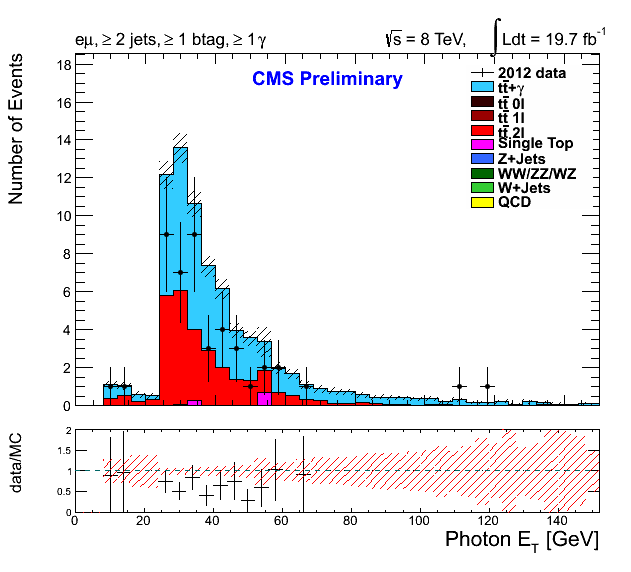 eμ, ≥ 2 jets, ≥ 1 btag, ≥ 1 γ
√s = 8 TeV, ∫ Ldt = 19.7 fb⁻¹
CMS Preliminary
Number of Events
18
16
14
12
10
8
6
4
2
0
2012 data
tt̄+γ
tt̄ 0l
tt̄ 1l
tt̄ 2l
Single Top
Z+Jets
WW/ZZ/WZ
W+Jets
QCD
data/MC
2
1.5
1
0.5
0
0 20 40 60 80 100 120 140
Photon E_T [GeV]